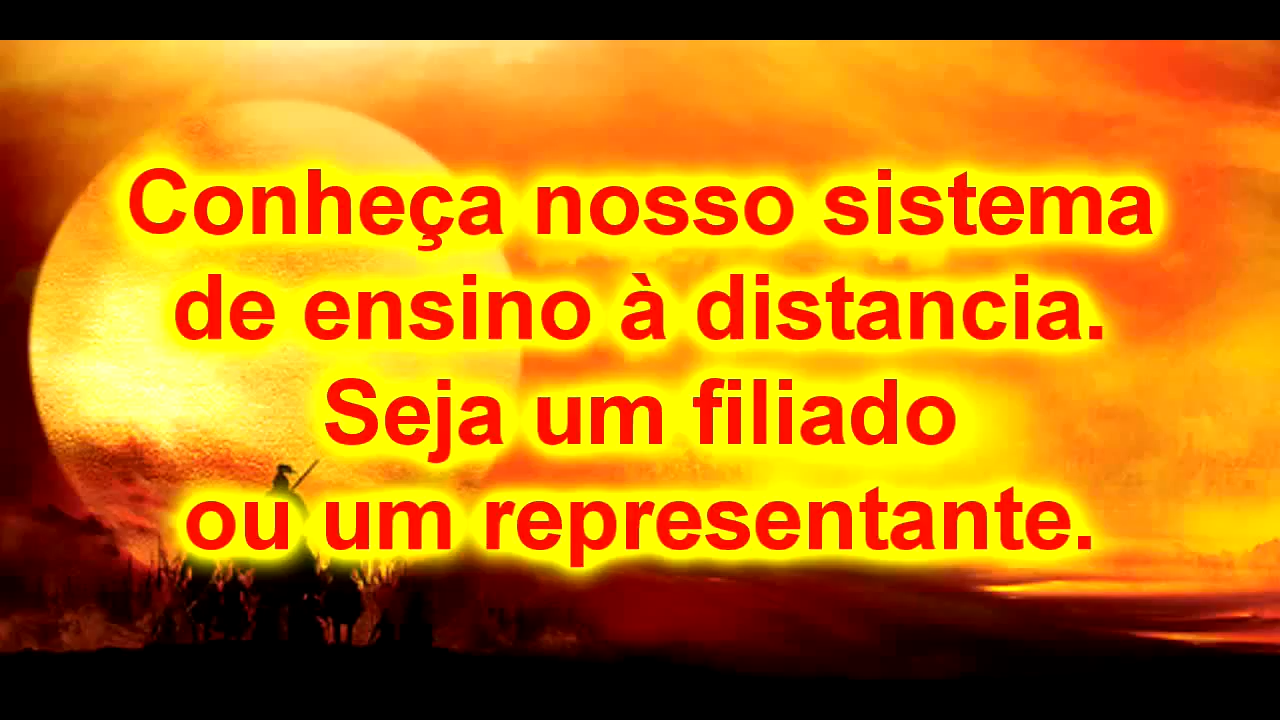 Conheça nosso sistema
de ensino à distancia.
Seja um filiado
ou um representante.